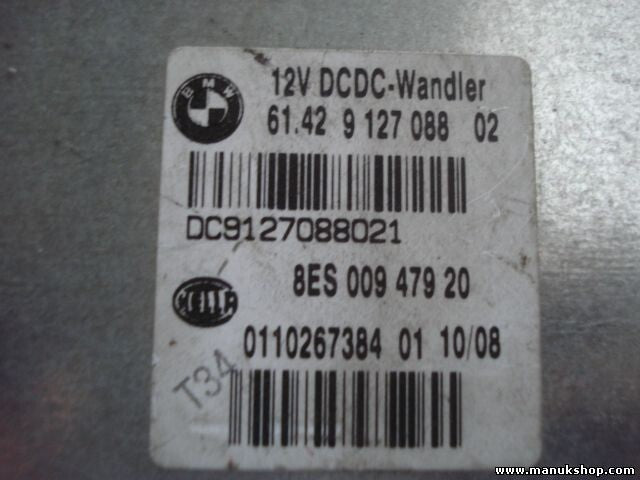 BMW
12V DCDC-Wandler
61.42 9 127 088 02
DC9127088021
HELLA
8ES 009 479 20
0110267384 01 10/08
T34
www.manukshop.com